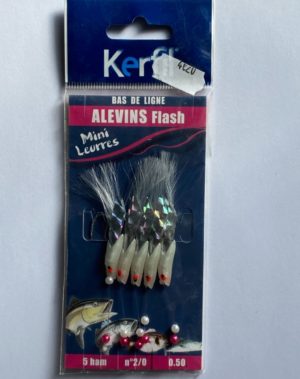 Kerfil
4€20
BAS DE LIGNE
ALEVINS Flash
Mini
Leurres
5 ham
n°2/0
0.50